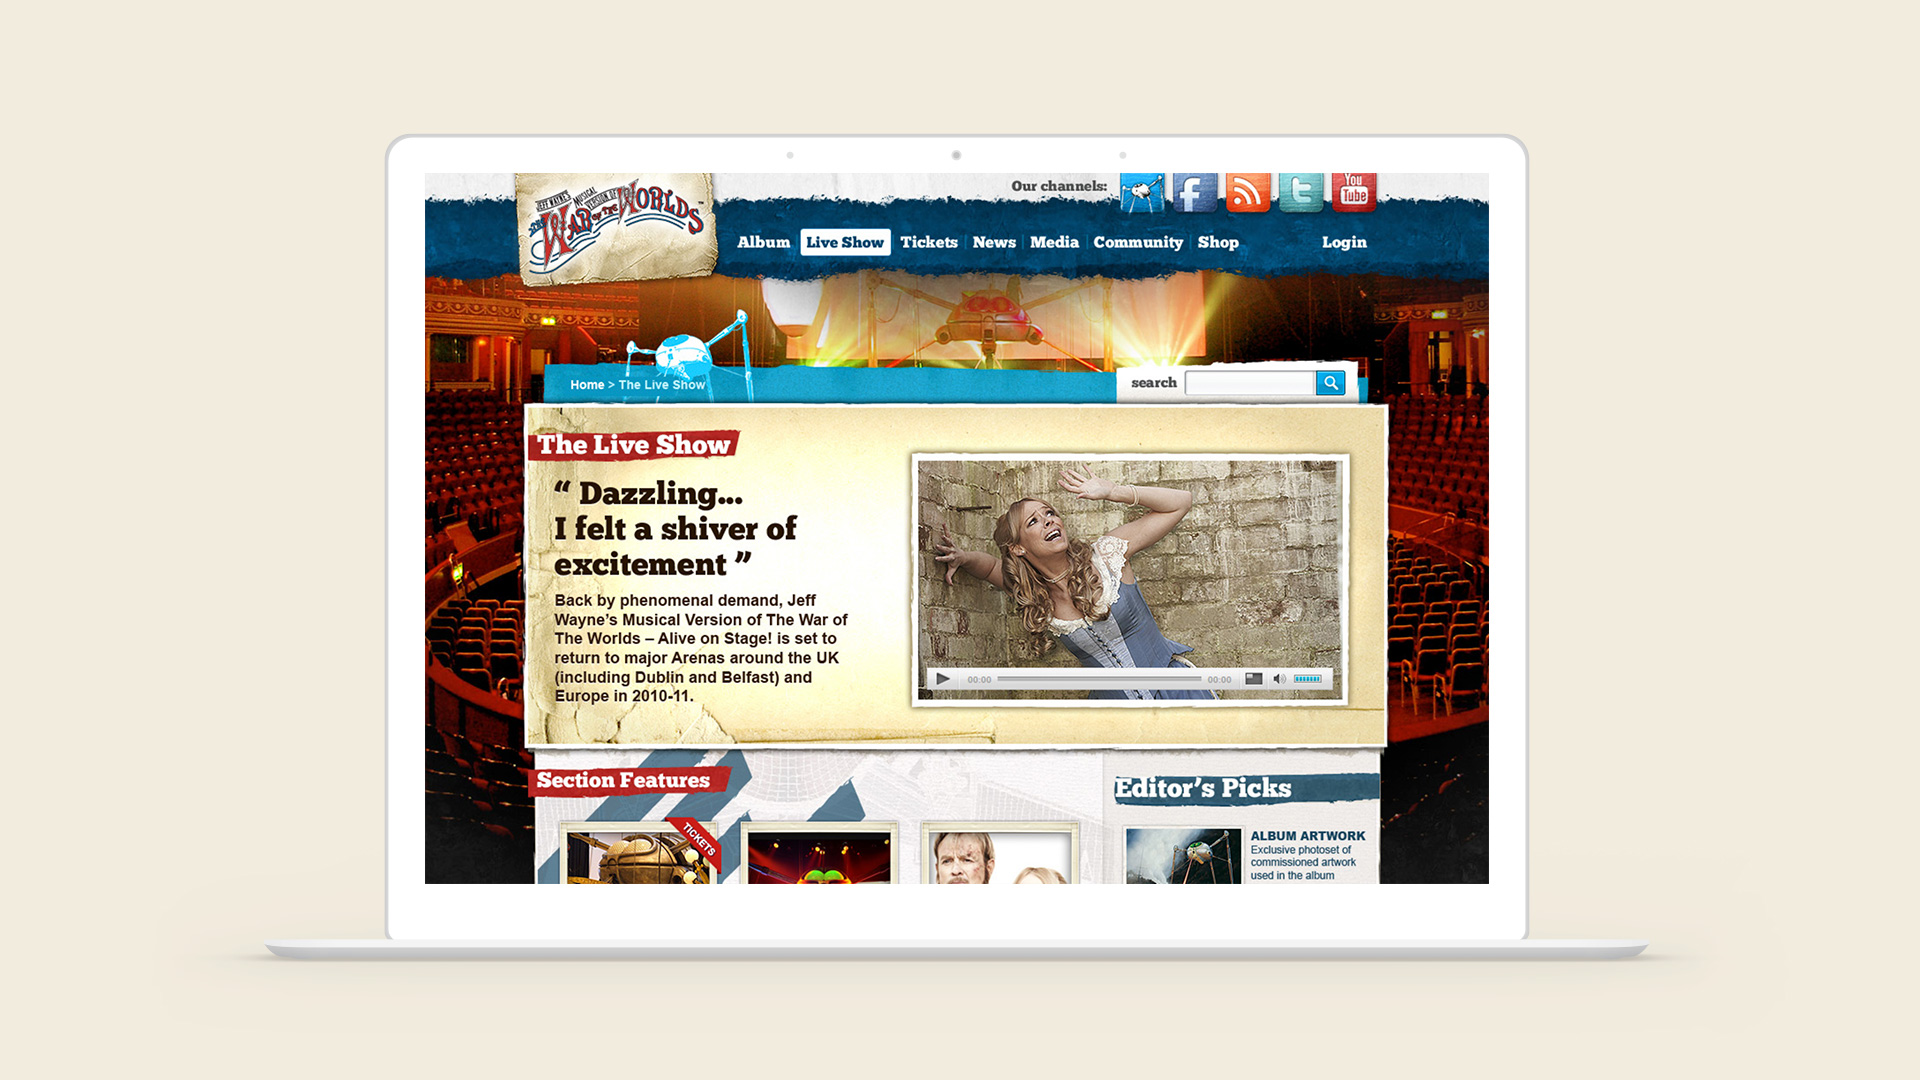 JEFF WAYNE'S
MUSICAL
VERSION OF
THE WAR OF THE WORLDS
Our channels:
You
Tube
Album
Live Show
Tickets
News
Media
Community
Shop
Login
Home > The Live Show
search
The Live Show
“ Dazzling...
I felt a shiver of
excitement ”
Back by phenomenal demand, Jeff
Wayne’s Musical Version of The War of
The Worlds – Alive on Stage! is set to
return to major Arenas around the UK
(including Dublin and Belfast) and
Europe in 2010-11.
00:00
00:00
Section Features
TICKETS
Editor’s Picks
ALBUM ARTWORK
Exclusive photoset of
commissioned artwork
used in the album